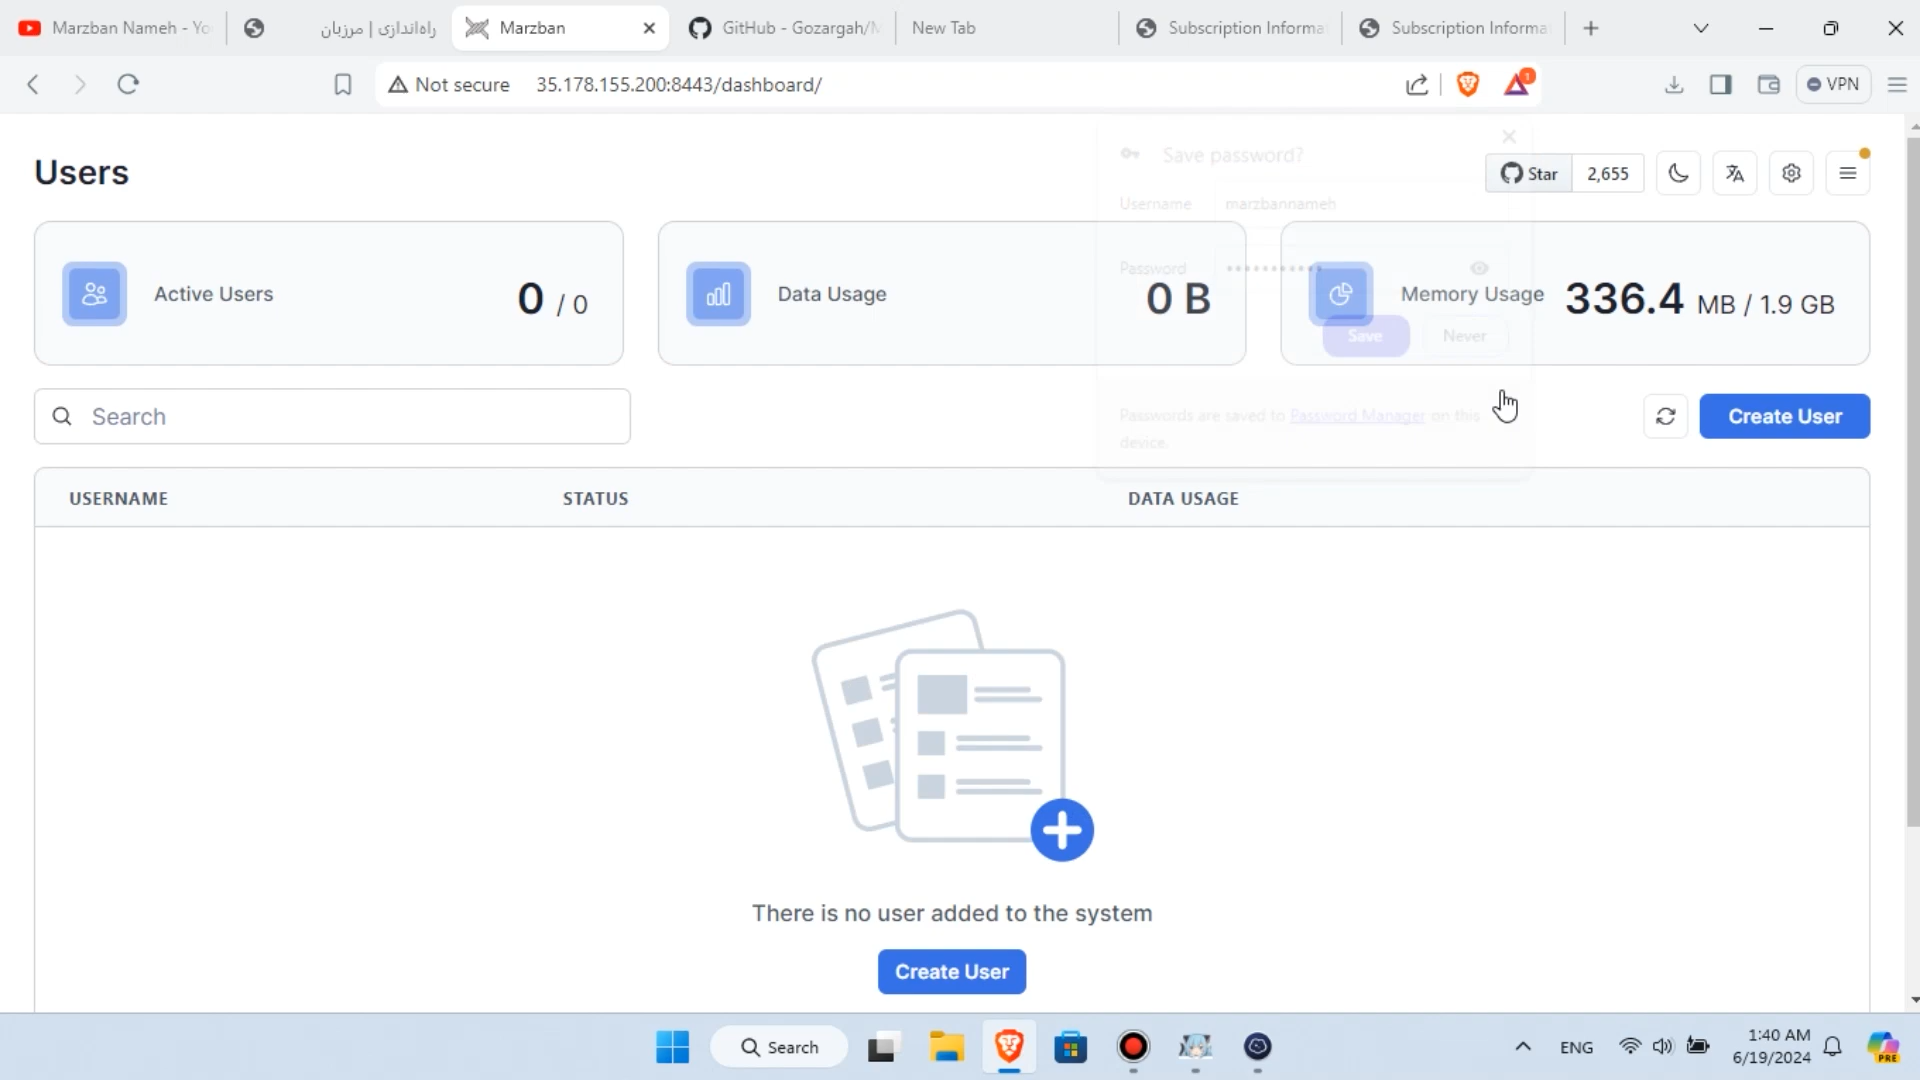 Marzban Nameh - Yo
راه‌اندازی | مرزبان
Marzban
GitHub - Gozargah/M
New Tab
Subscription Informa
Subscription Informa
Not secure
35.178.155.200:8443/dashboard/
1
VPN
Users
Save password?
Star
2,655
Username
marzbannameh
Active Users
0 / 0
Data Usage
0 B
Password
Memory Usage
336.4 MB / 1.9 GB
Save
Never
Search
Passwords are saved to Password Manager on this
device.
Create User
USERNAME
STATUS
DATA USAGE
There is no user added to the system
Create User
Search
ENG
1:40 AM
6/19/2024
PRE